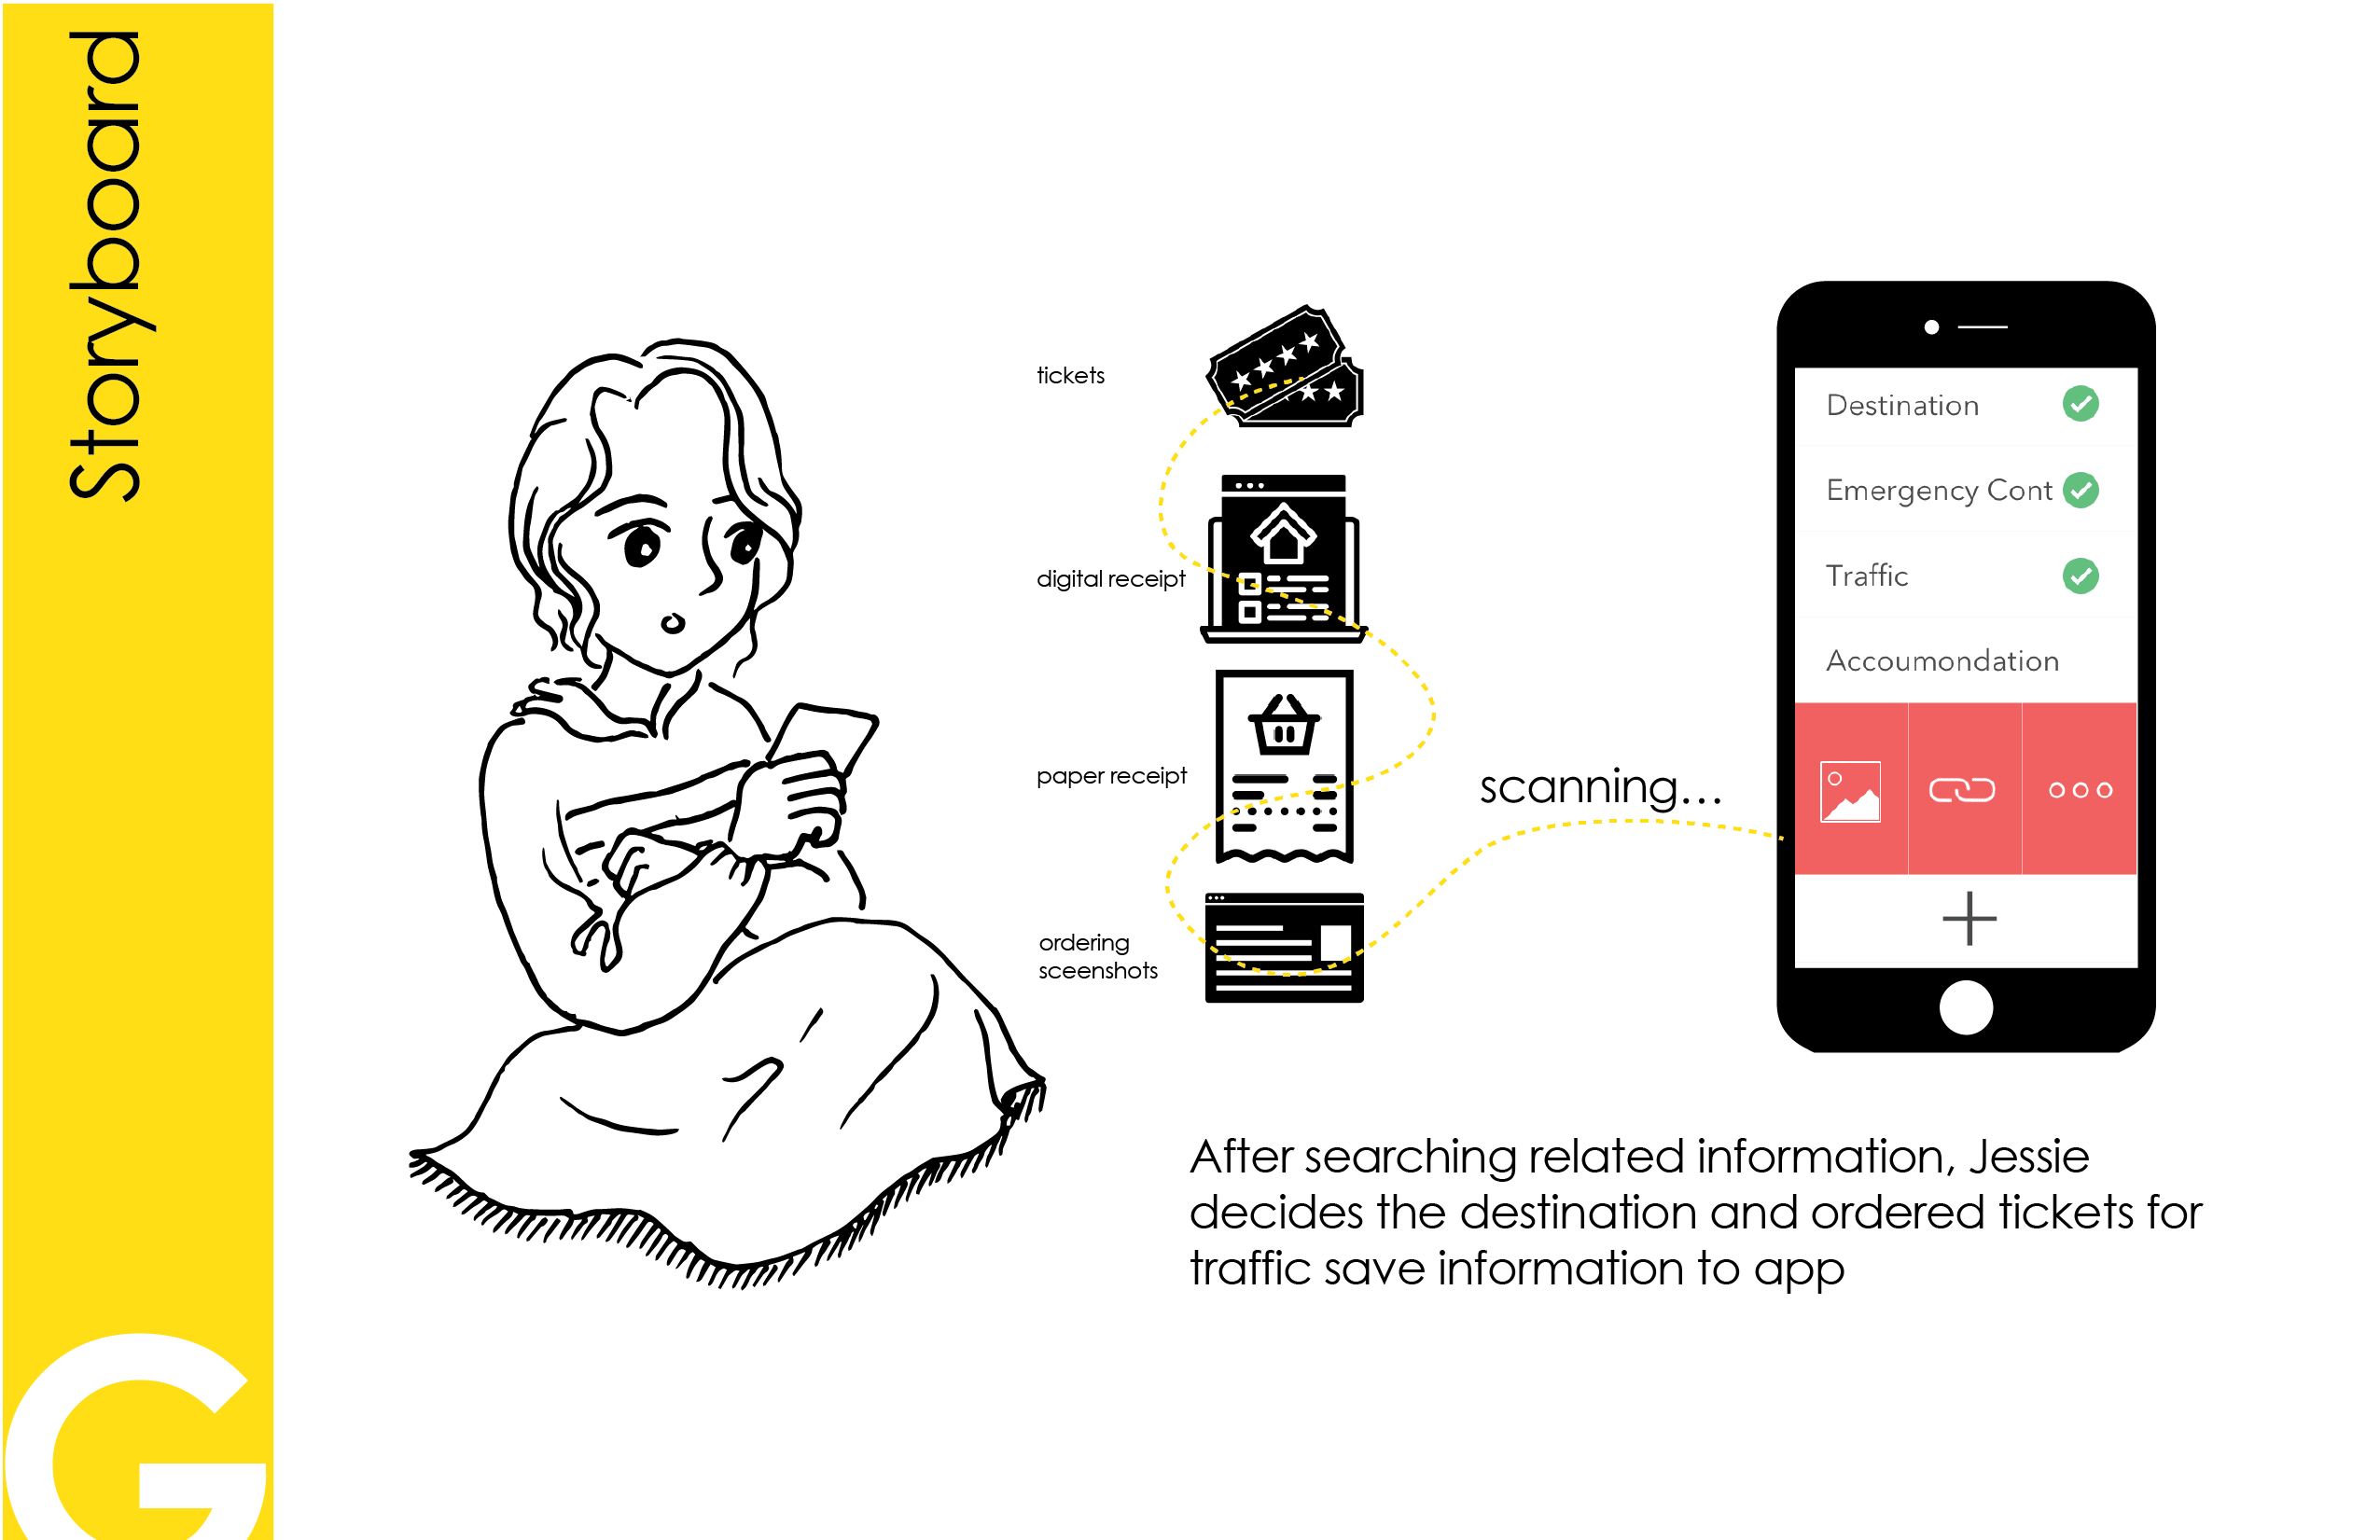 Storyboard
tickets
digital receipt
paper receipt
ordering
sceenshots
scanning...
Destination
Emergency Cont
Traffic
Accoumondation
After searching related information, Jessie
decides the destination and ordered tickets for
traffic save information to app
G